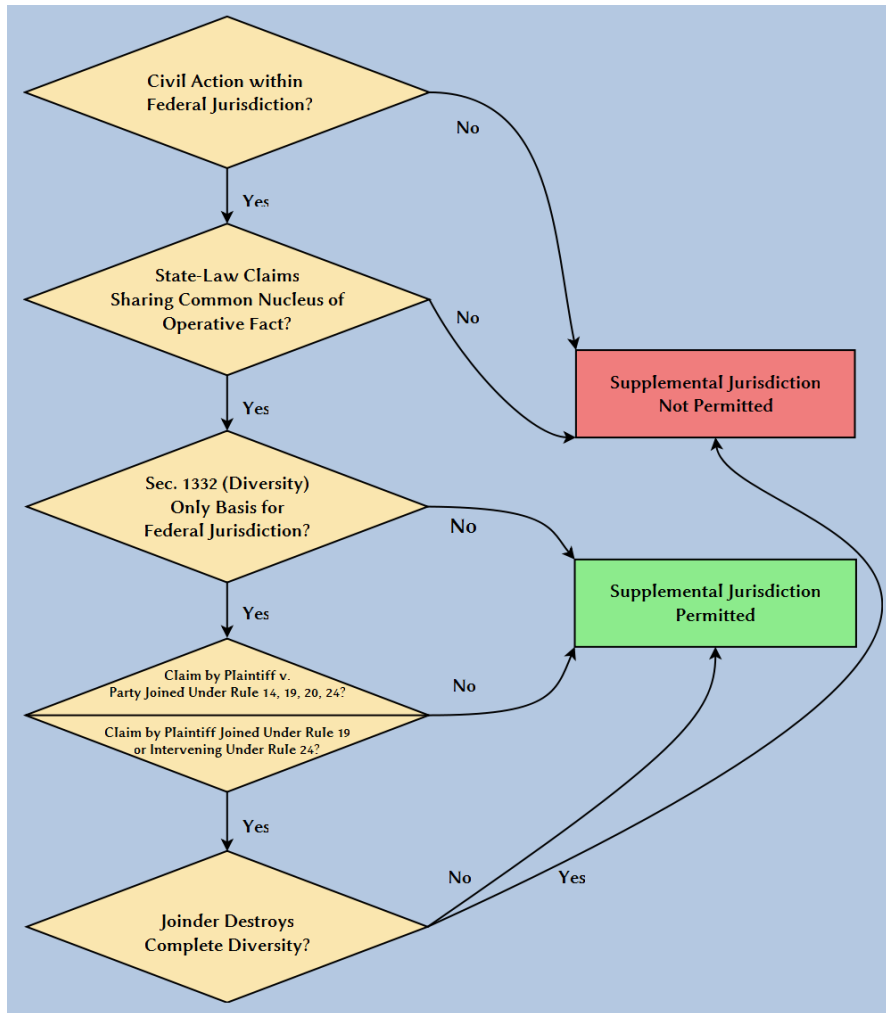 Civil Action within
Federal Jurisdiction?
No
Yes
State-Law Claims
Sharing Common Nucleus of
Operative Fact?
No
Supplemental Jurisdiction
Not Permitted
Yes
Sec. 1332 (Diversity)
Only Basis for
Federal Jurisdiction?
No
Supplemental Jurisdiction
Permitted
Yes
Claim by Plaintiff v.
Party Joined Under Rule 14, 19, 20, 24?
No
Claim by Plaintiff Joined Under Rule 19
or Intervening Under Rule 24?
Yes
No
Yes
Joinder Destroys
Complete Diversity?